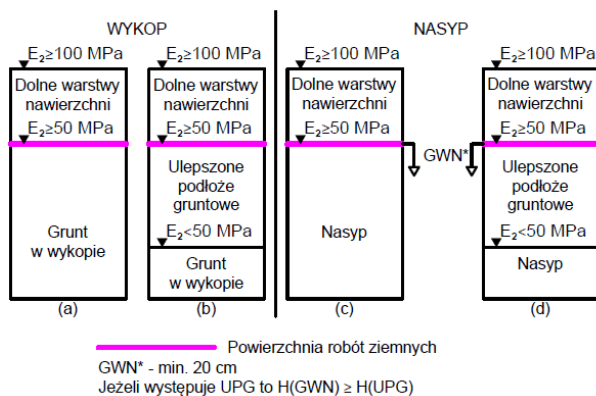 WYKOP
NASYP
E₂≥100 MPa
E₂≥100 MPa
E₂≥100 MPa
E₂≥100 MPa
Dolne warstwy
nawierzchni
Dolne warstwy
nawierzchni
Dolne warstwy
nawierzchni
Dolne warstwy
nawierzchni
E₂≥50 MPa
E₂≥50 MPa
E₂≥50 MPa
E₂≥50 MPa
GWN*
Grunt
w wykopie
Ulepszone
podłoże
gruntowe
E₂<50 MPa
Grunt
w wykopie
Nasyp
Ulepszone
podłoże
gruntowe
E₂<50 MPa
Nasyp
(a)
(b)
(c)
(d)
Powierzchnia robót ziemnych
GWN* - min. 20 cm
Jeżeli występuje UPG to H(GWN) ≥ H(UPG)